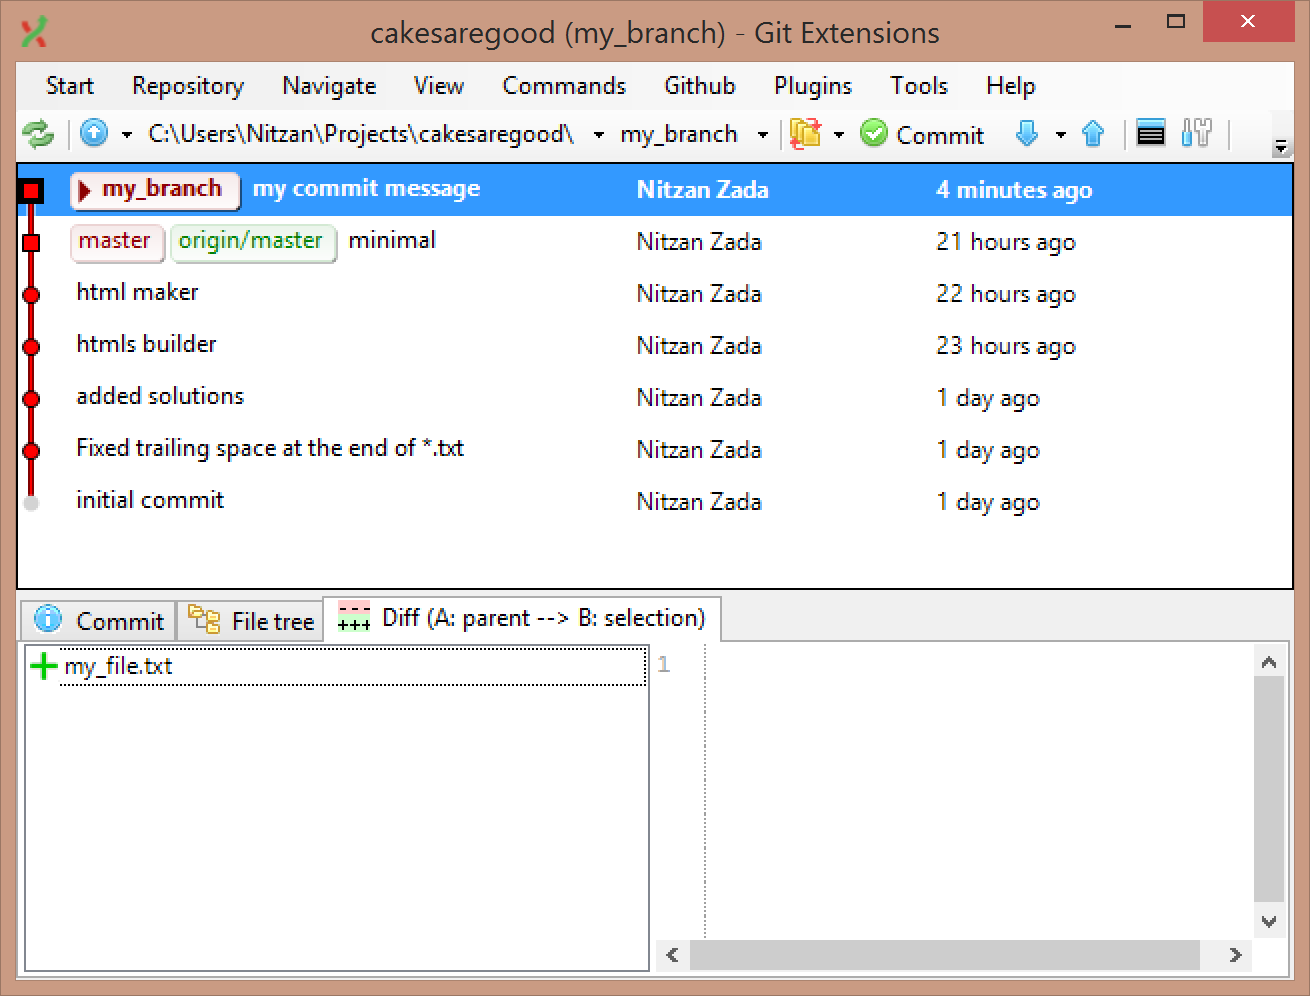 cakesaregood (my_branch) - Git Extensions
Start Repository Navigate View Commands Github Plugins Tools Help
C:\Users\Nitzan\Projects\cakesaregood\ my_branch Commit
my_branch my commit message Nitzan Zada 4 minutes ago
master origin/master minimal Nitzan Zada 21 hours ago
html maker Nitzan Zada 22 hours ago
htmls builder Nitzan Zada 23 hours ago
added solutions Nitzan Zada 1 day ago
Fixed trailing space at the end of *.txt Nitzan Zada 1 day ago
initial commit Nitzan Zada 1 day ago
Commit File tree Diff (A: parent --> B: selection)
my_file.txt 1